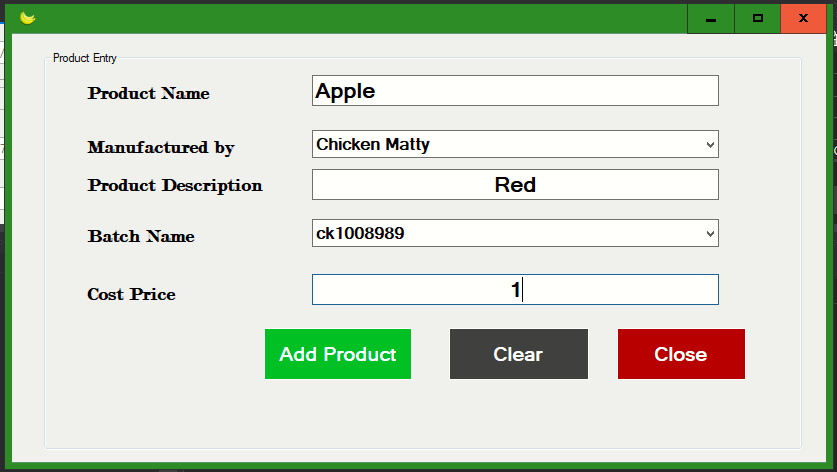 Product Entry
Product Name Apple
Manufactured by Chicken Matty
Product Description Red
Batch Name ck1008989
Cost Price 1
Add Product Clear Close